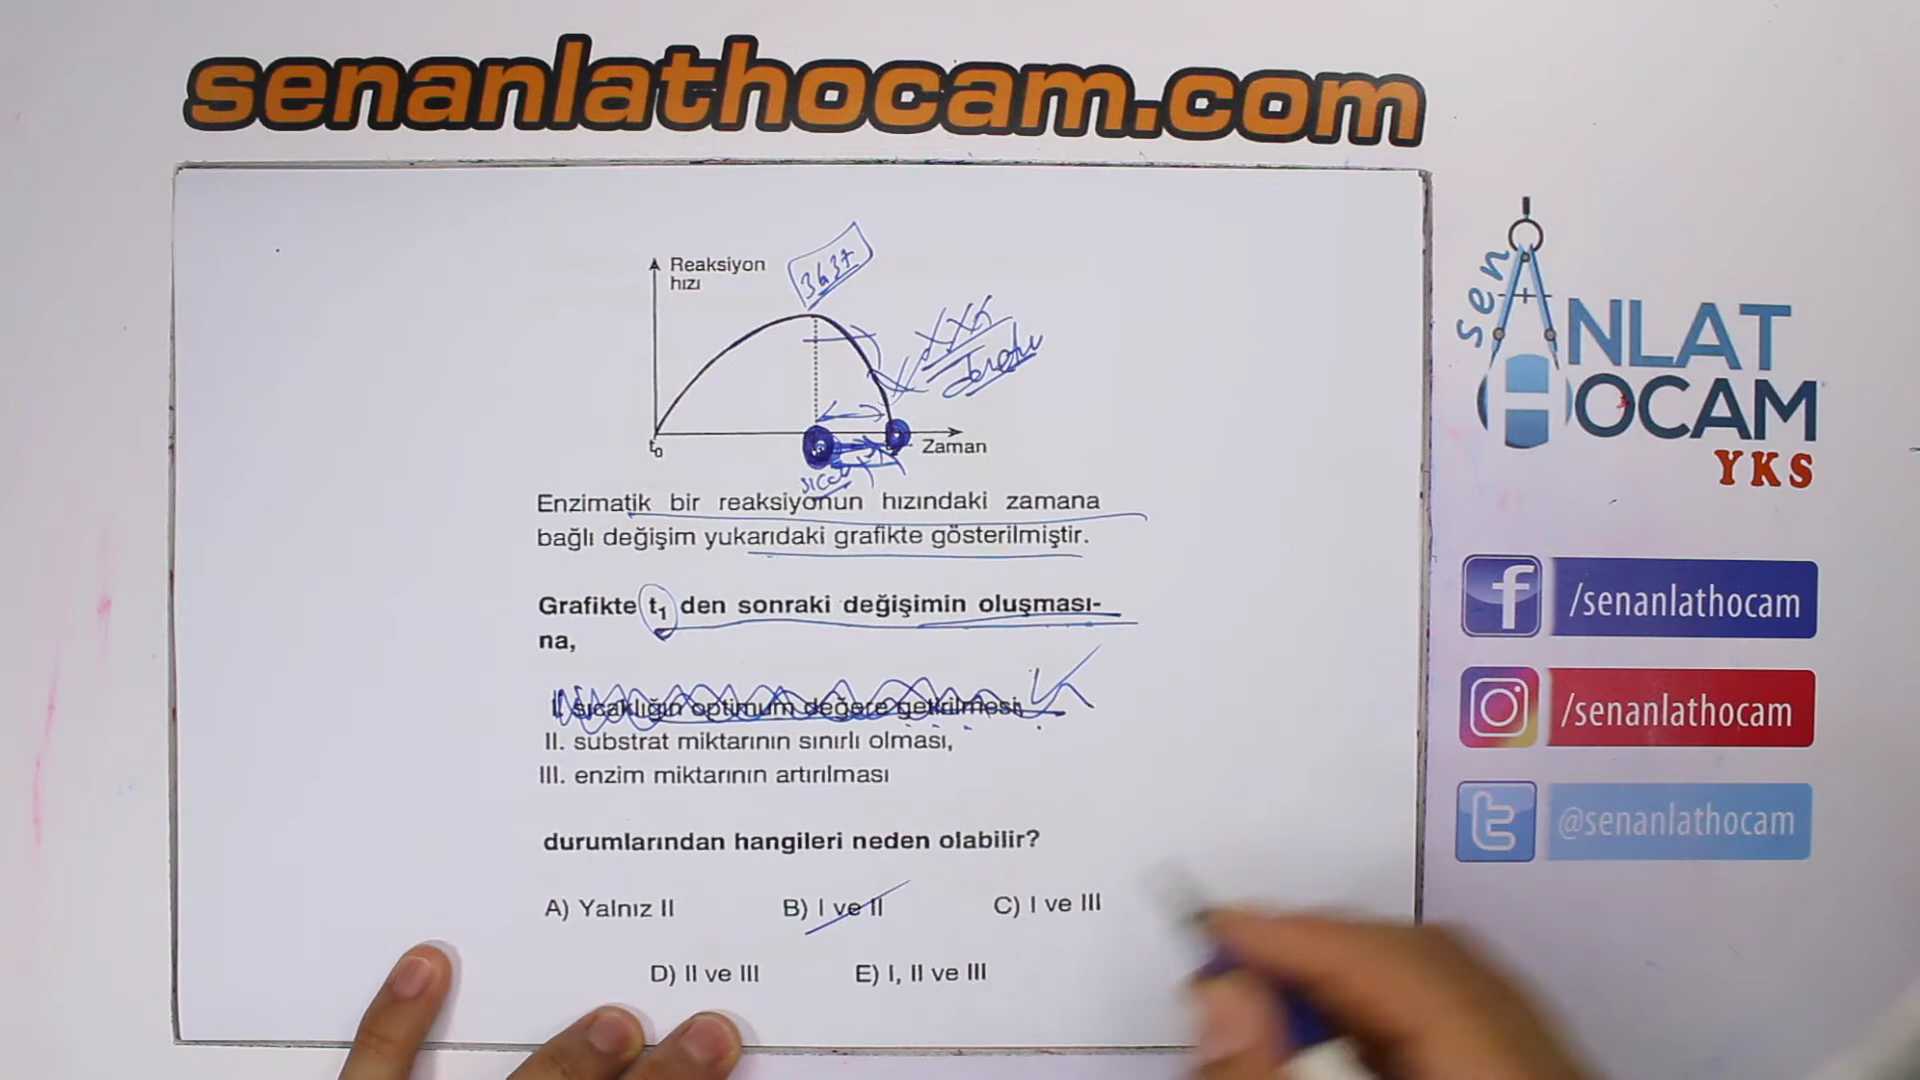 senanlathocam.com
Reaksiyon
hızı
3637
t0
Zaman
Enzimatik bir reaksiyonun hızındaki zamana
bağlı değişim yukarıdaki grafikte gösterilmiştir.
Grafikte t1 den sonraki değişimin oluşması-
na,
I. sıcaklığın optimum değere getirilmesi,
II. substrat miktarının sınırlı olması,
III. enzim miktarının artırılması
durumlarından hangileri neden olabilir?
A) Yalnız II
B) I ve II
C) I ve III
D) II ve III
E) I, II ve III
sen
ANLAT
HOCAM
YKS
f /senanlathocam
/senanlathocam
t @senanlathocam